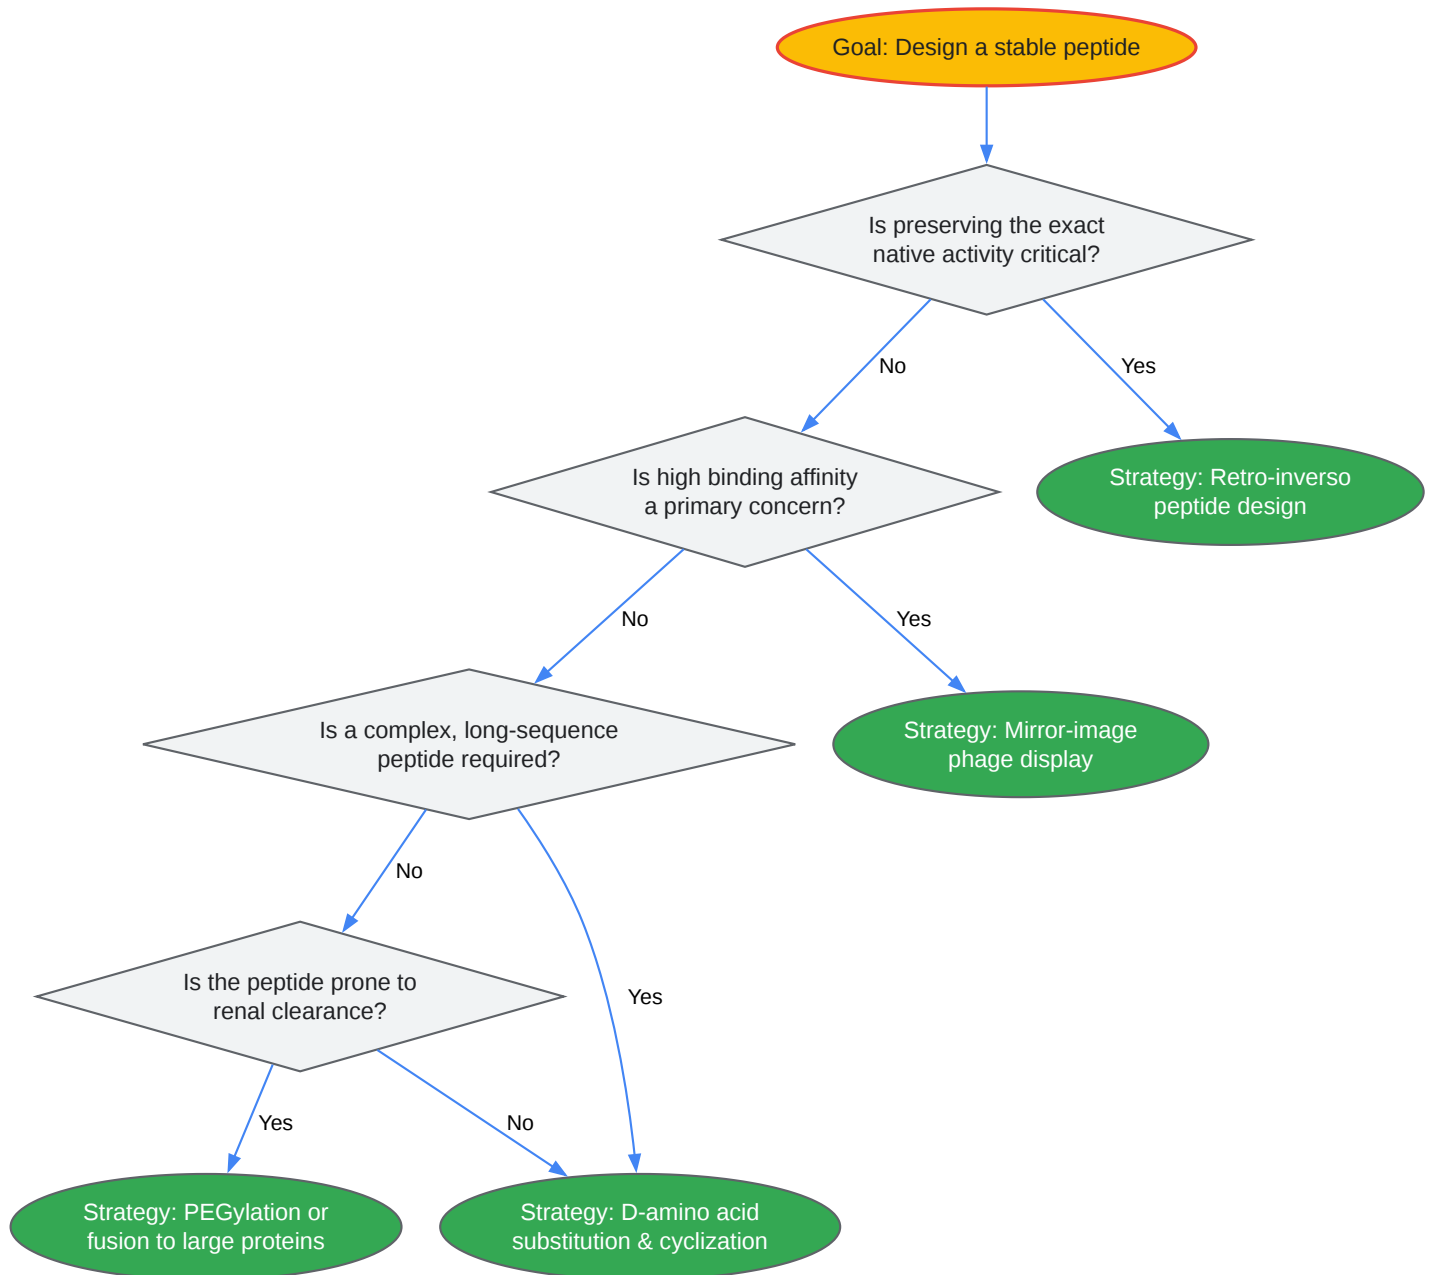 Goal: Design a stable peptide
Is preserving the exact
native activity critical?
No
Yes
Is high binding affinity
a primary concern?
Strategy: Retro-inverso
peptide design
No
Yes
Is a complex, long-sequence
peptide required?
Strategy: Mirror-image
phage display
No
Yes
Is the peptide prone to
renal clearance?
Yes
No
Strategy: PEGylation or
fusion to large proteins
Strategy: D-amino acid
substitution & cyclization